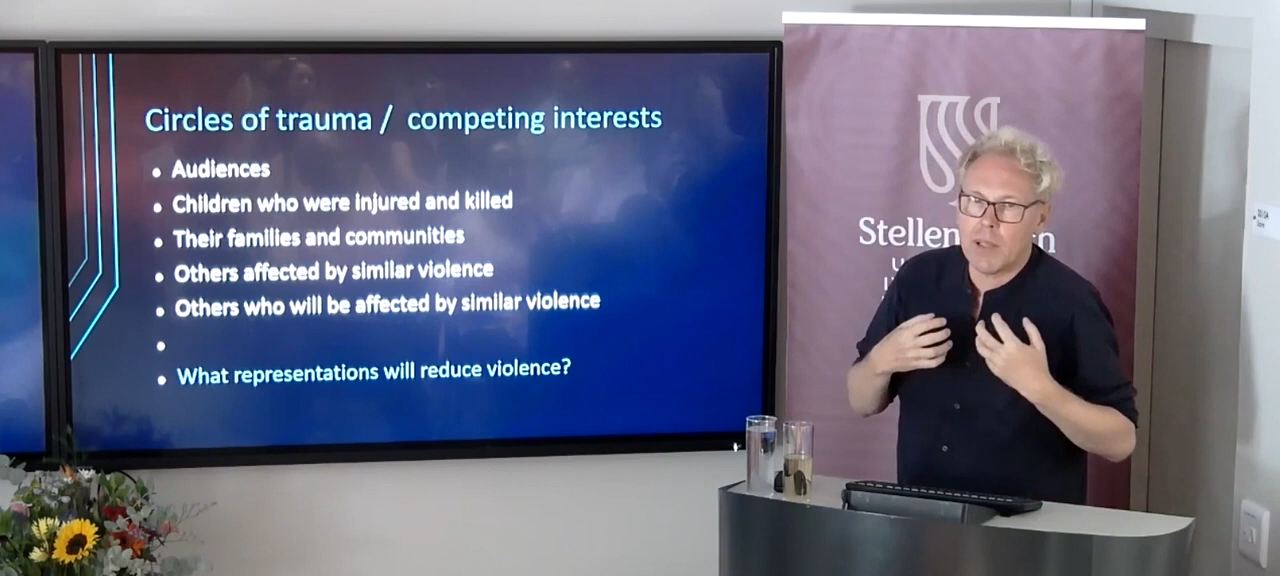 Circles of trauma / competing interests
• Audiences
• Children who were injured and killed
• Their families and communities
• Others affected by similar violence
• Others who will be affected by similar violence
•
• What representations will reduce violence?